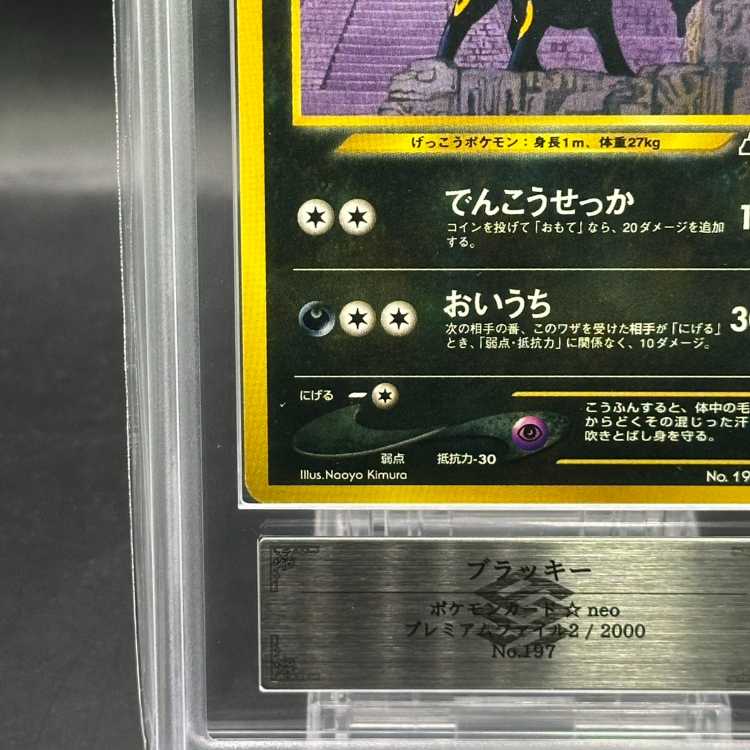 げっこうポケモン：身長1m、体重27kg
でんこうせっか
コインを投げて「おもて」なら、20ダメージを追加
する。
おいうち
次の相手の番、このワザを受けた相手が「にげる」
とき、「弱点・抵抗力」に関係なく、10ダメージ。
にげる
こうふんすると、体中の毛
からどくその混じった汗
吹きとばし身を守る。
弱点 抵抗力-30
Illus.Naoyo Kimura
No. 19
ブラッキー
ポケモンカード ☆ neo
プレミアムファイル2 / 2000
No.197